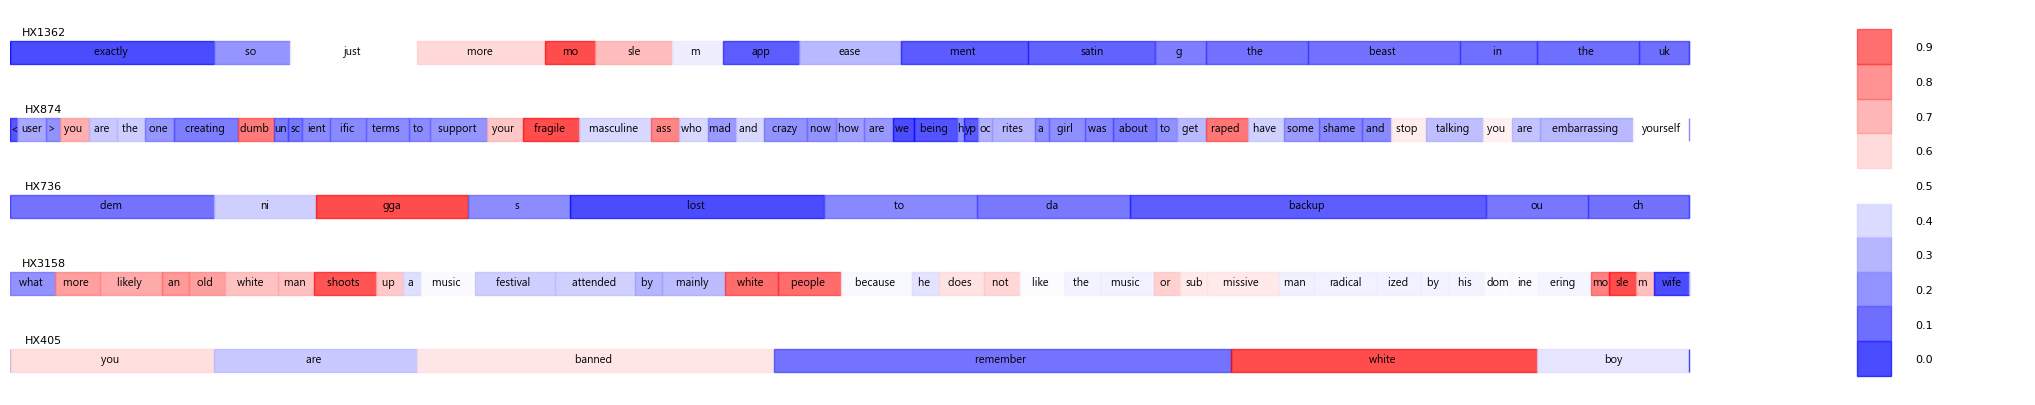 HX1362
exactly so just more mo sle m app ease ment satin g the beast in the uk
HX874
< user > you are the one creating dumb un sc ient ific terms to support your fragile masculine ass who mad and crazy now how are we being h yp oc rites a girl was about to get raped have some shame and stop talking you are embarrassing yourself
HX736
dem ni gga s lost to da backup ou ch
HX3158
what more likely an old white man shoots up a music festival attended by mainly white people because he does not like the music or sub missive man radical ized by his dom ine ering mo sle m wife
HX405
you are banned remember white boy
0.9
0.8
0.7
0.6
0.5
0.4
0.3
0.2
0.1
0.0